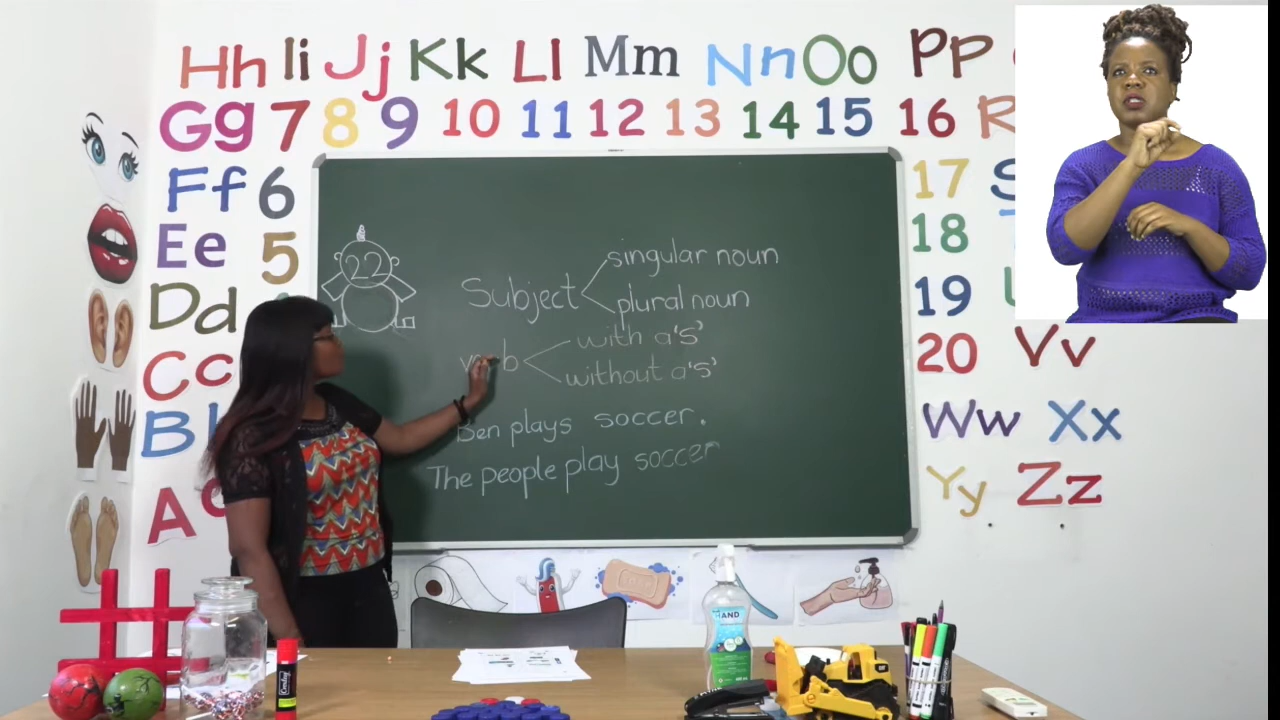 Hh Ii Jj Kk Ll Mm Nn Oo Pp
Gg 7 8 9 10 11 12 13 14 15 16
Ff 6 17
Ee 5 18
Dd 19
Cc 20 Vv
Ww Xx
Yy Zz
22
Subject singular noun
plural noun
with a 's'
without a 's'
Ben plays soccer.
The people play soccer
SOAP
HAND